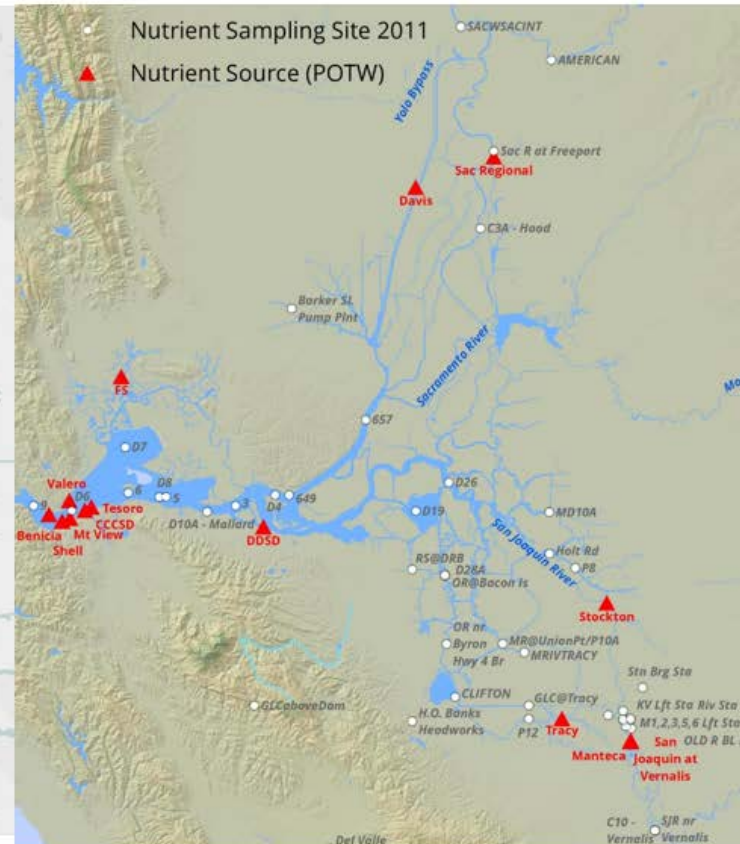 Nutrient Sampling Site 2011
Nutrient Source (POTW)
SACWSACINT
AMERICAN
Yolo Bypass
Sac R at Freeport
Sac Regional
Davis
C3A - Hood
Barker SL
Pump Plnt
Sacramento River
FS
657
D7
Valero
D6
6
D8
5
9
Tesoro
CCCSD
Benicia
Mt View
Shell
D10A - Mallard
3
D4
649
DDSD
D26
D19
MD10A
San Joaquin River
Holt Rd
P8
RS@DRB
D28A
OR@Bacon Is
Stockton
OR nr
Byron
Hwy 4 Br
MR@UnionPt/P10A
MRIVTRACY
Stn Brg Sta
CLIFTON
GLC@Tracy
KV Lft Sta Riv Sta
GLCaboveDam
H.O. Banks
Headworks
P12
Tracy
M1,2,3,5,6 Lft Sta
Manteca
San
Joaquin at
Vernalis
OLD R BL
C10 -
Vernalis
SJR nr
Vernalis
Del Valle